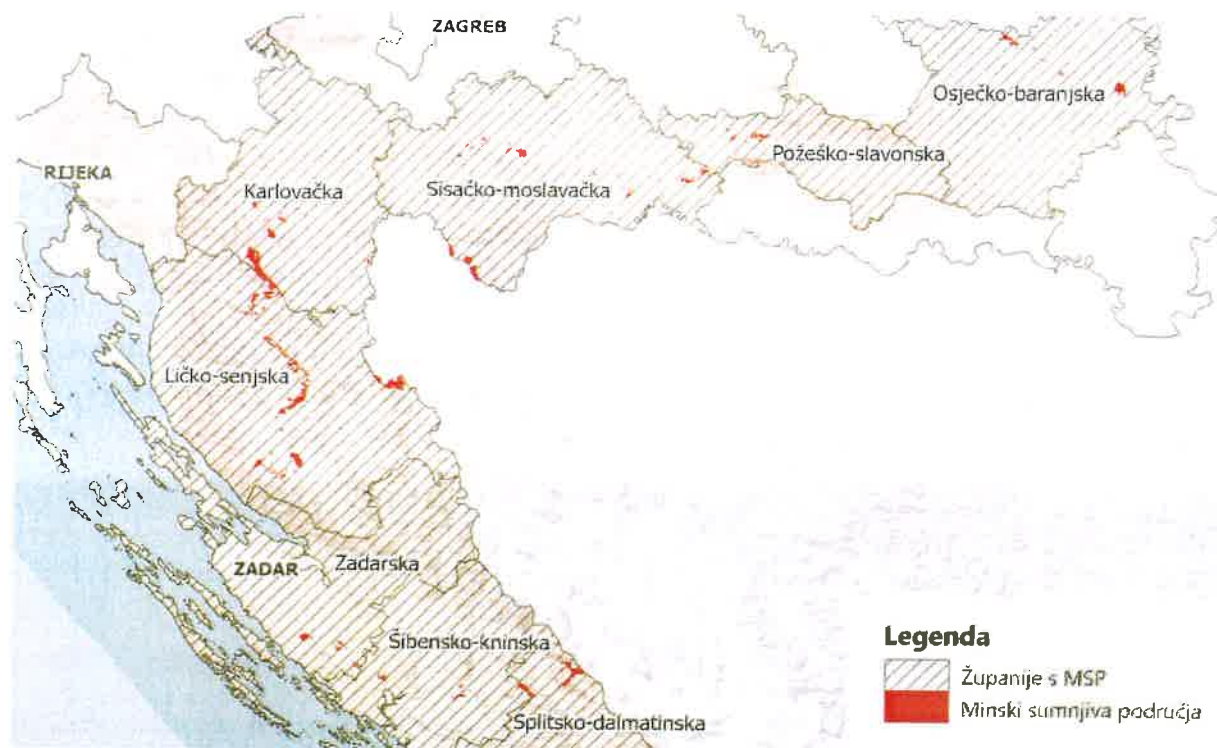 ZAGREB
Osječko-baranjska
Požeško-slavonska
RIJEKA
Karlovačka
Sisačko-moslavačka
Ličko-senjska
ZADAR
Zadarska
Šibensko-kninska
Splitsko-dalmatinska
Legenda
Županije s MSP
Minski sumnjiva područja